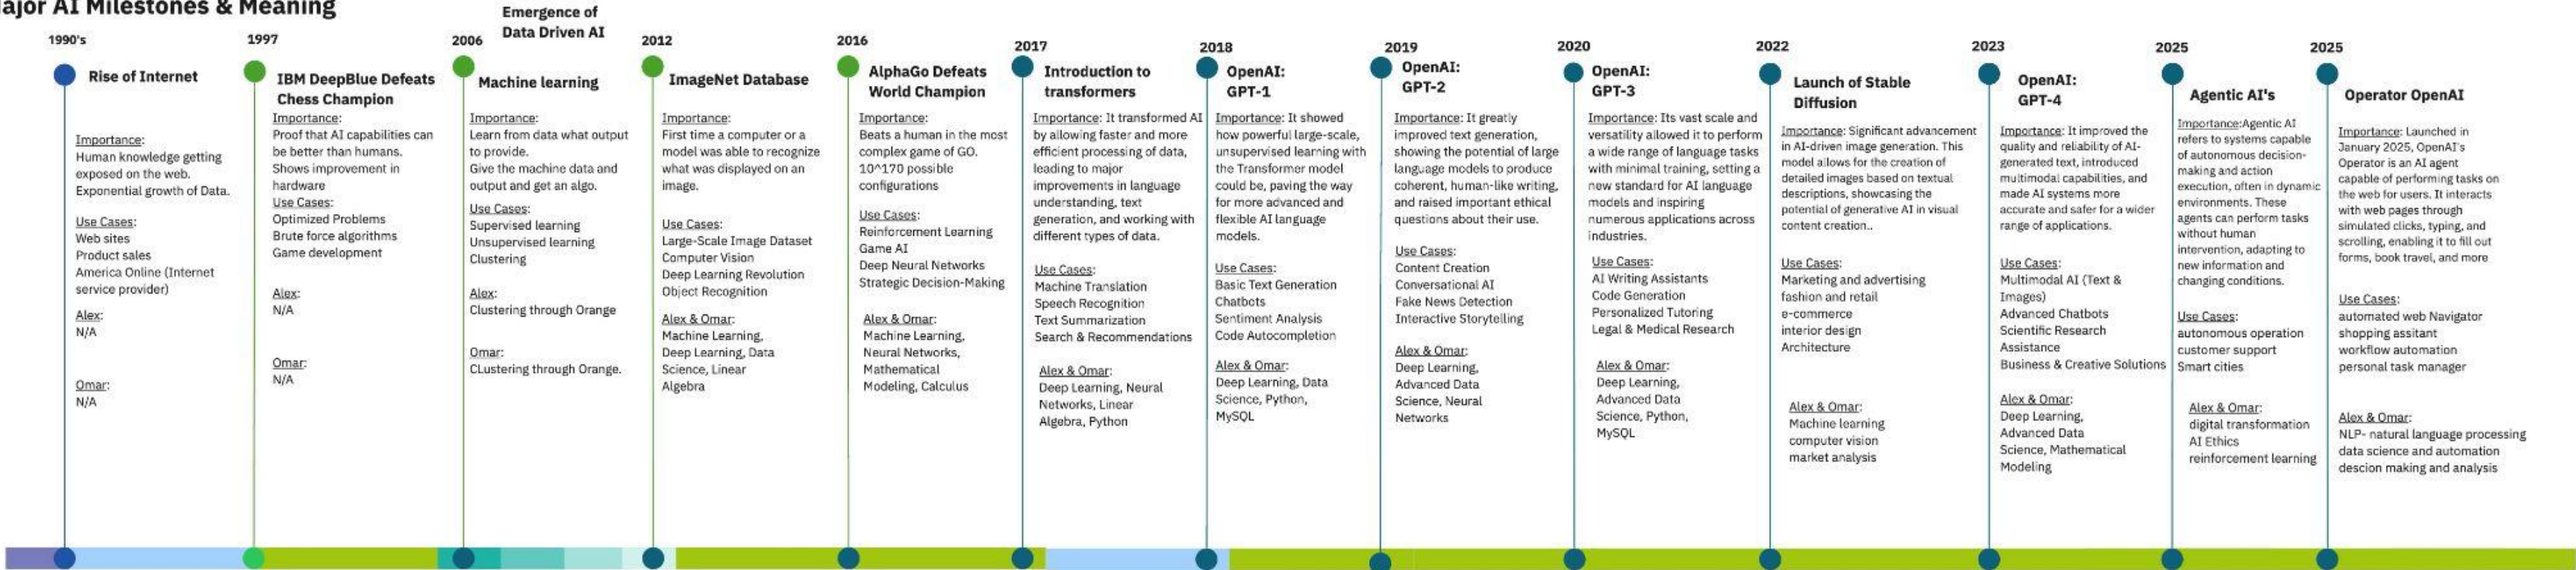 ajor AI Milestones & Meaning
1990's
Rise of Internet
Importance:
Human knowledge getting
exposed on the web.
Exponential growth of Data.
Use Cases:
Web sites
Product sales
America Online (Internet
service provider)
Alex:
N/A
Omar:
N/A
1997
IBM DeepBlue Defeats
Chess Champion
Importance:
Proof that AI capabilities can
be better than humans.
Shows improvement in
hardware
Use Cases:
Optimized Problems
Brute force algorithms
Game development
Alex:
N/A
Omar:
N/A
Emergence of
Data Driven AI
2006
Machine learning
Importance:
Learn from data what output
to provide.
Give the machine data and
output and get an algo.
Use Cases:
Supervised learning
Unsupervised learning
Clustering
Alex:
Clustering through Orange
Omar:
CLustering through Orange.
2012
ImageNet Database
Importance:
First time a computer or a
model was able to recognize
what was displayed on an
image.
Use Cases:
Large-Scale Image Dataset
Computer Vision
Deep Learning Revolution
Object Recognition
Alex & Omar:
Machine Learning,
Deep Learning, Data
Science, Linear
Algebra
2016
AlphaGo Defeats
World Champion
Importance:
Beats a human in the most
complex game of GO.
10^170 possible
configurations
Use Cases:
Reinforcement Learning
Game AI
Deep Neural Networks
Strategic Decision-Making
Alex & Omar:
Machine Learning,
Neural Networks,
Mathematical
Modeling, Calculus
2017
Introduction to
transformers
Importance: It transformed AI
by allowing faster and more
efficient processing of data,
leading to major
improvements in language
understanding, text
generation, and working with
different types of data.
Use Cases:
Machine Translation
Speech Recognition
Text Summarization
Search & Recommendations
Alex & Omar:
Deep Learning, Neural
Networks, Linear
Algebra, Python
2018
OpenAI:
GPT-1
Importance: It showed
how powerful large-scale,
unsupervised learning with
the Transformer model
could be, paving the way
for more advanced and
flexible AI language
models.
Use Cases:
Basic Text Generation
Chatbots
Sentiment Analysis
Code Autocompletion
Alex & Omar:
Deep Learning, Data
Science, Python,
MySQL
2019
OpenAI:
GPT-2
Importance: It greatly
improved text generation,
showing the potential of large
language models to produce
coherent, human-like writing,
and raised important ethical
questions about their use.
Use Cases:
Content Creation
Conversational AI
Fake News Detection
Interactive Storytelling
Alex & Omar:
Deep Learning,
Advanced Data
Science, Neural
Networks
2020
OpenAI:
GPT-3
Importance: Its vast scale and
versatility allowed it to perform
a wide range of language tasks
with minimal training, setting a
new standard for AI language
models and inspiring
numerous applications across
industries.
Use Cases:
AI Writing Assistants
Code Generation
Personalized Tutoring
Legal & Medical Research
Alex & Omar:
Deep Learning,
Advanced Data
Science, Python,
MySQL
2022
Launch of Stable
Diffusion
Importance: Significant advancement
in AI-driven image generation. This
model allows for the creation of
detailed images based on textual
descriptions, showcasing the
potential of generative AI in visual
content creation..
Use Cases:
Marketing and advertising
fashion and retail
e-commerce
interior design
Architecture
Alex & Omar:
Machine learning
computer vision
market analysis
2023
OpenAI:
GPT-4
Importance: It improved the
quality and reliability of AI-
generated text, introduced
multimodal capabilities, and
made AI systems more
accurate and safer for a wider
range of applications.
Use Cases:
Multimodal AI (Text &
Images)
Advanced Chatbots
Scientific Research
Assistance
Business & Creative Solutions
Alex & Omar:
Deep Learning,
Advanced Data
Science, Mathematical
Modeling
2025
Agentic AI's
Importance:Agentic AI
refers to systems capable
of autonomous decision-
making and action
execution, often in dynamic
environments. These
agents can perform tasks
without human
intervention, adapting to
new information and
changing conditions.
Use Cases:
autonomous operation
customer support
Smart cities
Alex & Omar:
digital transformation
AI Ethics
reinforcement learning
2025
Operator OpenAI
Importance: Launched in
January 2025, OpenAI's
Operator is an AI agent
capable of performing tasks on
the web for users. It interacts
with web pages through
simulated clicks, typing, and
scrolling, enabling it to fill out
forms, book travel, and more
Use Cases:
automated web Navigator
shopping assitant
workflow automation
personal task manager
Alex & Omar:
NLP- natural language processing
data science and automation
descion making and analysis